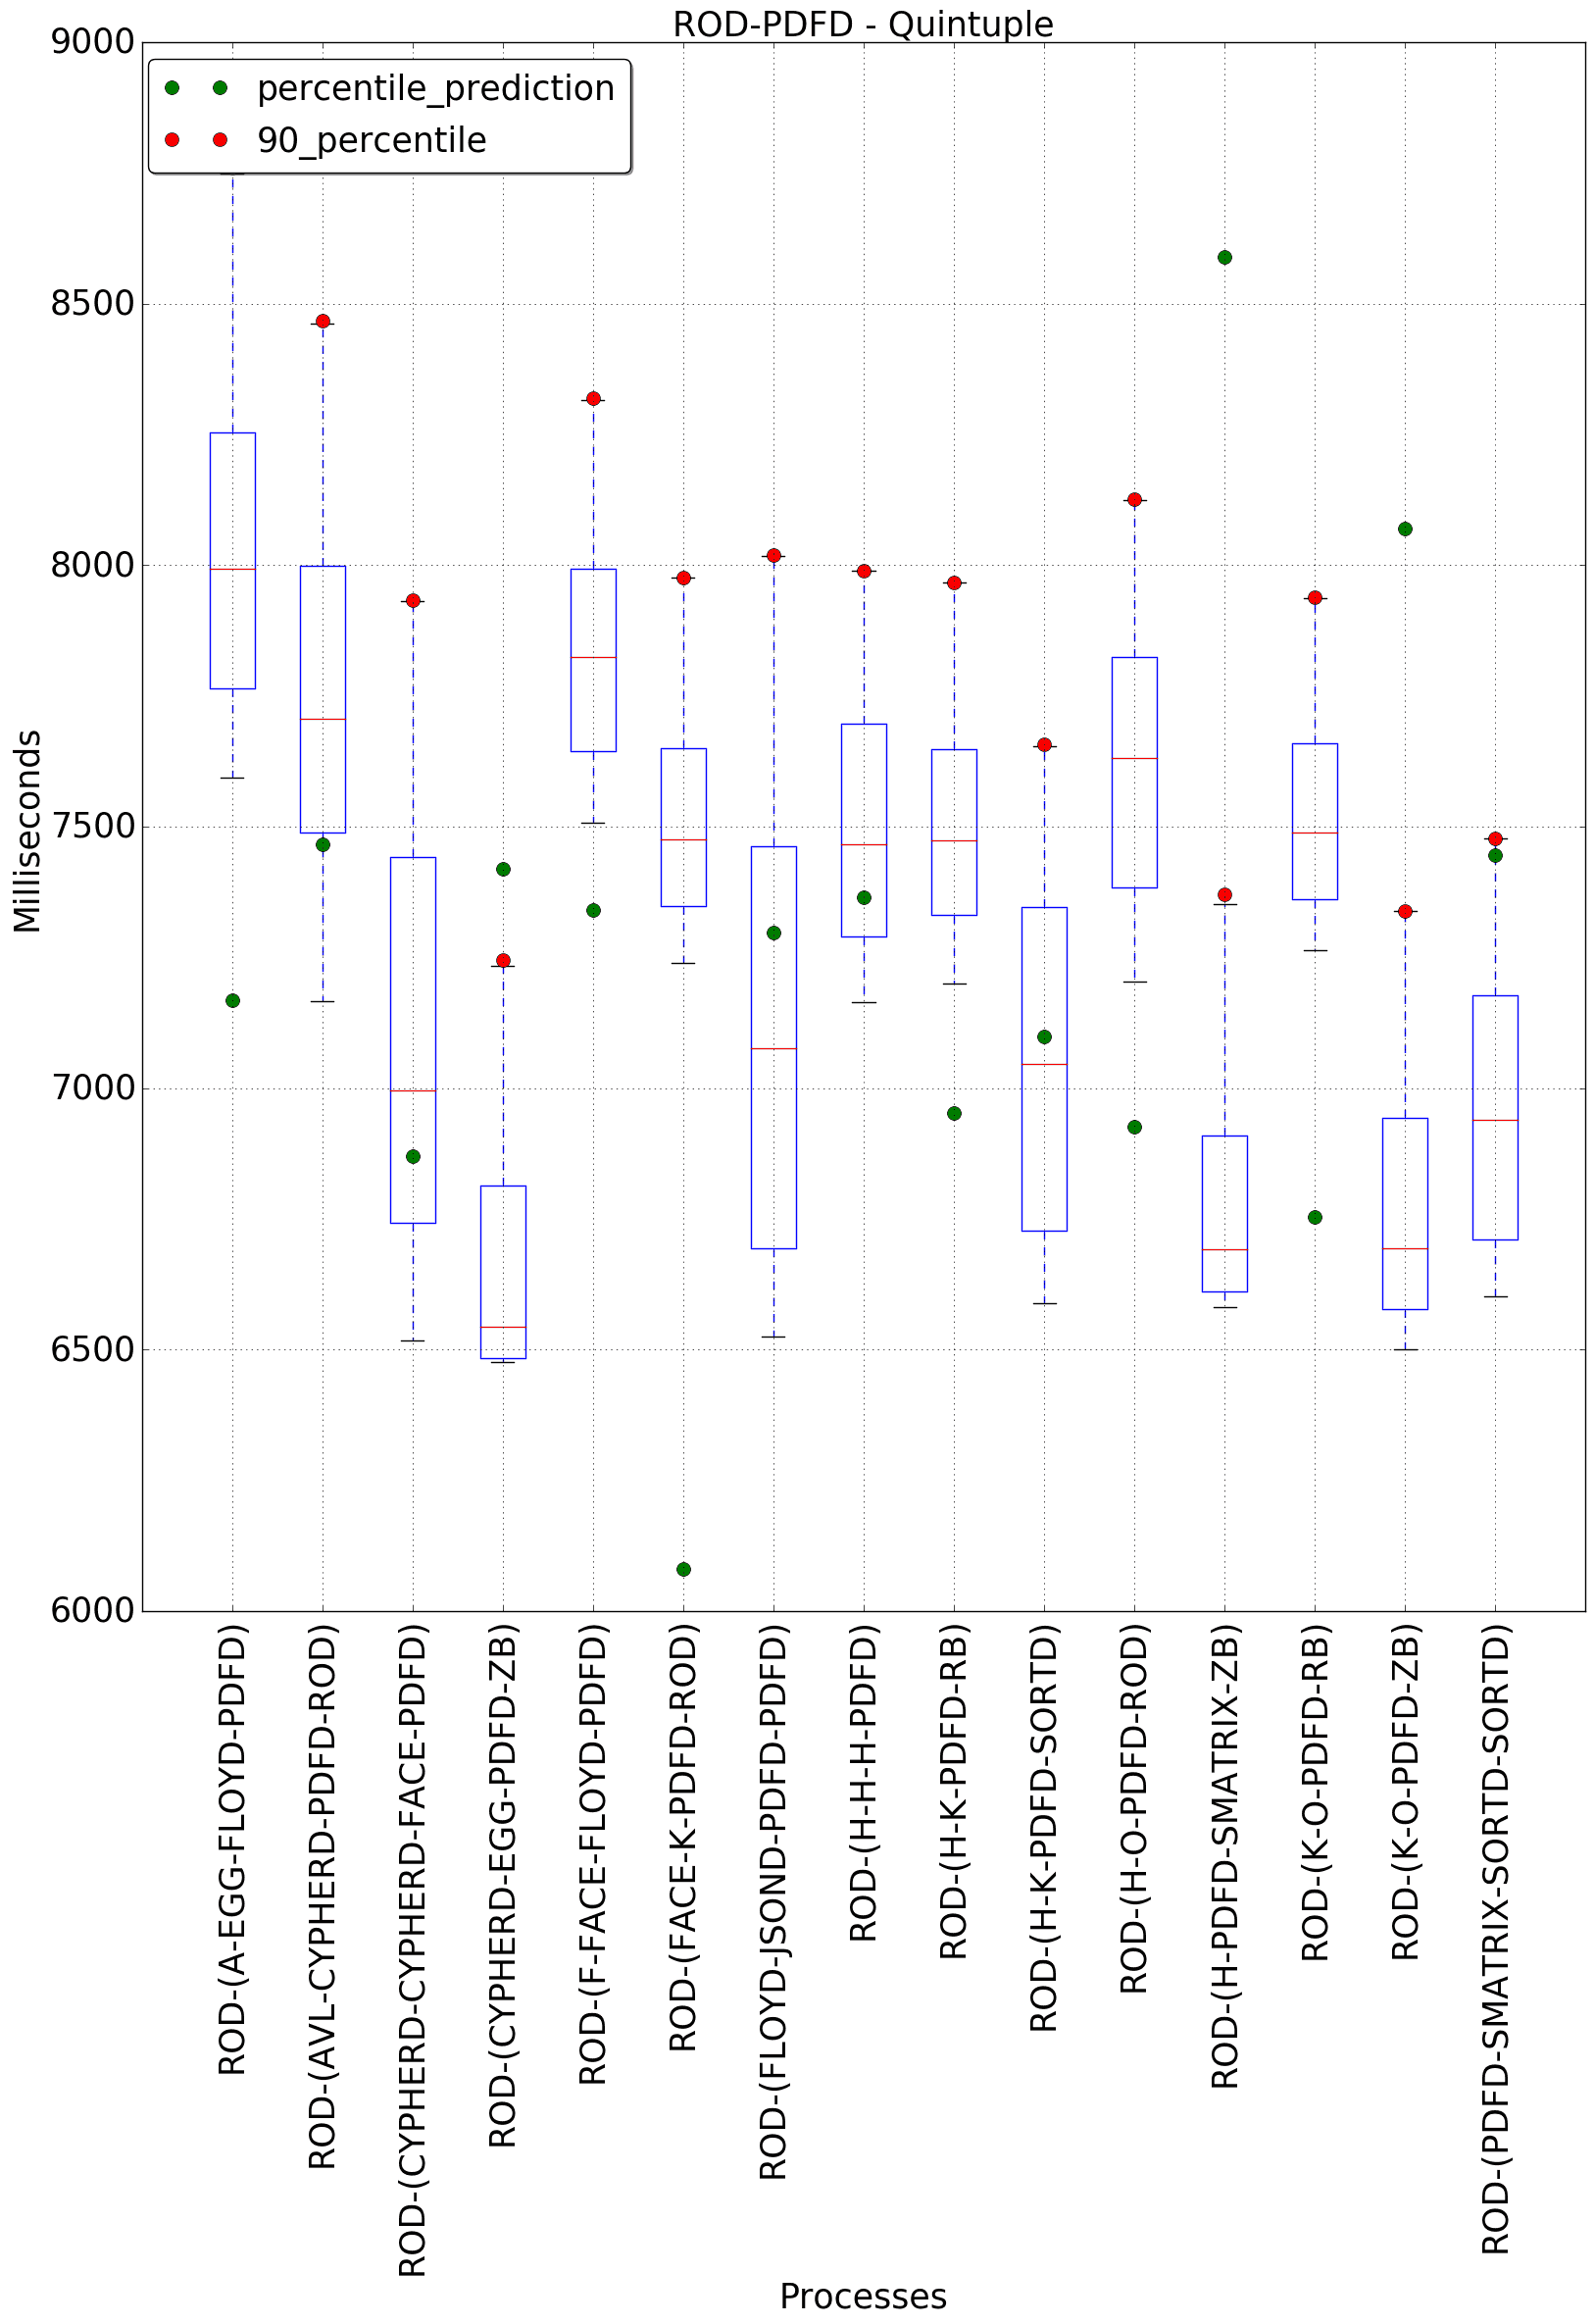 ROD-PDFD - Quintuple
percentile_prediction
90_percentile
9000
8500
8000
7500
7000
6500
6000
Milliseconds
ROD-(A-EGG-FLOYD-PDFD)
ROD-(AVL-CYPHERD-PDFD-ROD)
ROD-(CYPHERD-CYPHERD-FACE-PDFD)
ROD-(CYPHERD-EGG-PDFD-ZB)
ROD-(F-FACE-FLOYD-PDFD)
ROD-(FACE-K-PDFD-ROD)
ROD-(FLOYD-JSOND-PDFD-PDFD)
ROD-(H-H-H-PDFD)
ROD-(H-K-PDFD-RB)
ROD-(H-K-PDFD-SORTD)
ROD-(H-O-PDFD-ROD)
ROD-(H-PDFD-SMATRIX-ZB)
ROD-(K-O-PDFD-RB)
ROD-(K-O-PDFD-ZB)
ROD-(PDFD-SMATRIX-SORTD-SORTD)
Processes